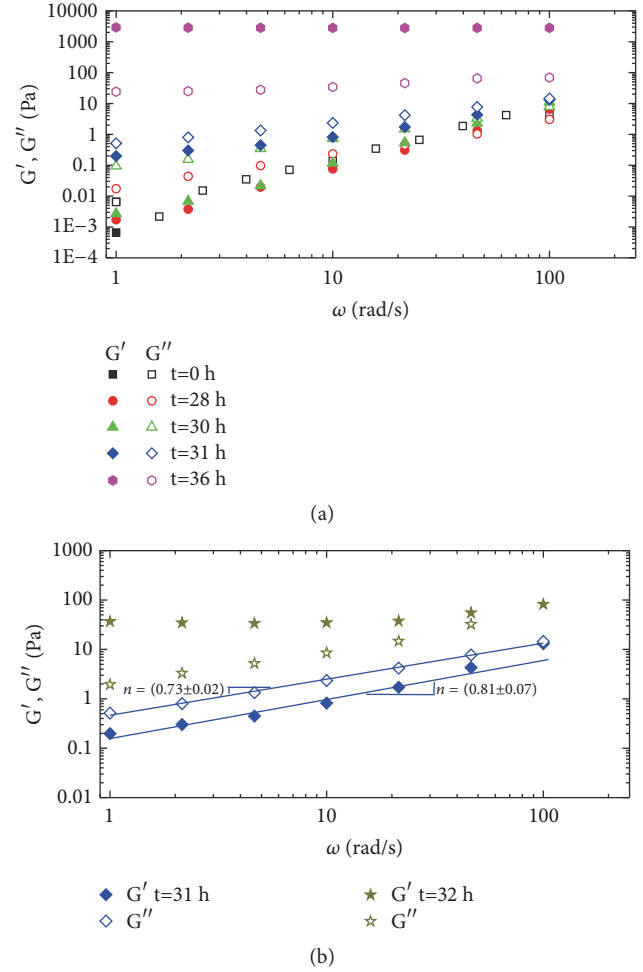 10000
1000
100
10
1
0.1
0.01
1E−3
1E−4
G′, G″ (Pa)
1 10 100
ω (rad/s)
G′ G″
t=0 h
t=28 h
t=30 h
t=31 h
t=36 h
(a)
1000
100
10
1
0.1
0.01
G′, G″ (Pa)
n = (0.73±0.02)
n = (0.81±0.07)
1 10 100
ω (rad/s)
G′ t=31 h G′ t=32 h
G″ G″
(b)